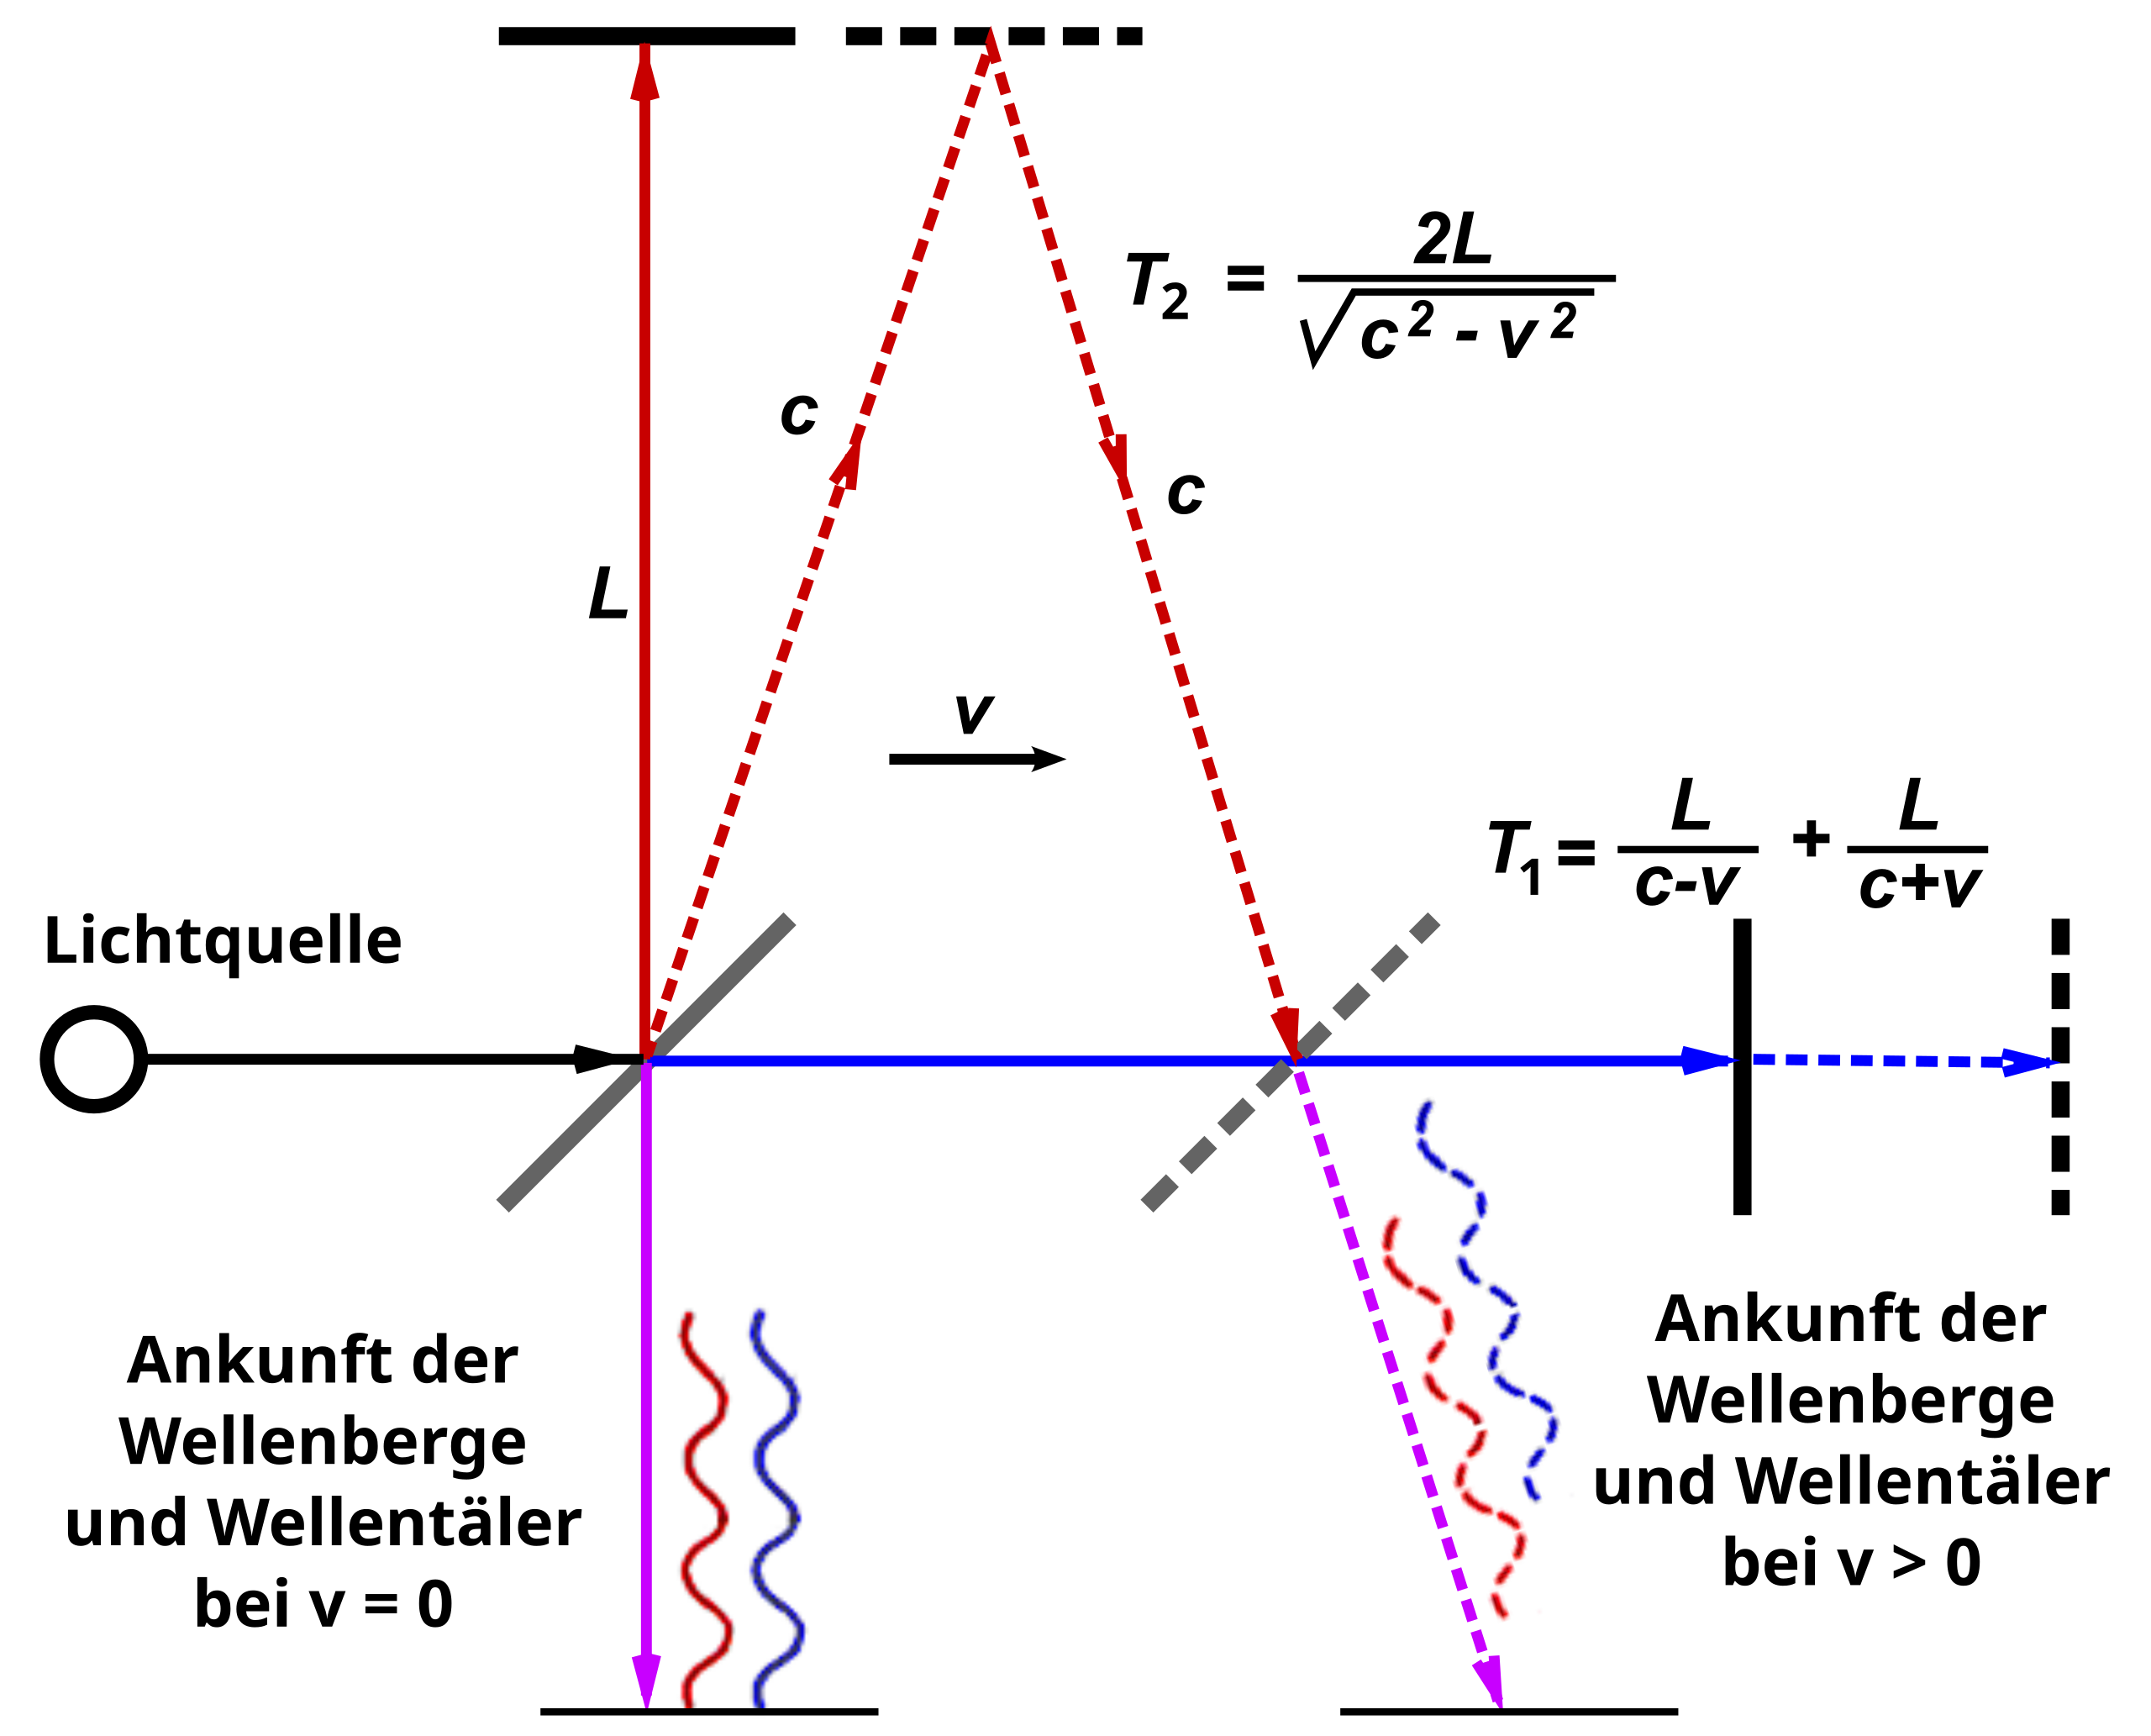 T₂ = 2L / √(c² - v²)
c
c
L
v
T₁ = L / (c-v) + L / (c+v)
Lichtquelle
Ankunft der
Wellenberge
und Wellentäler
bei v = 0
Ankunft der
Wellenberge
und Wellentäler
bei v > 0